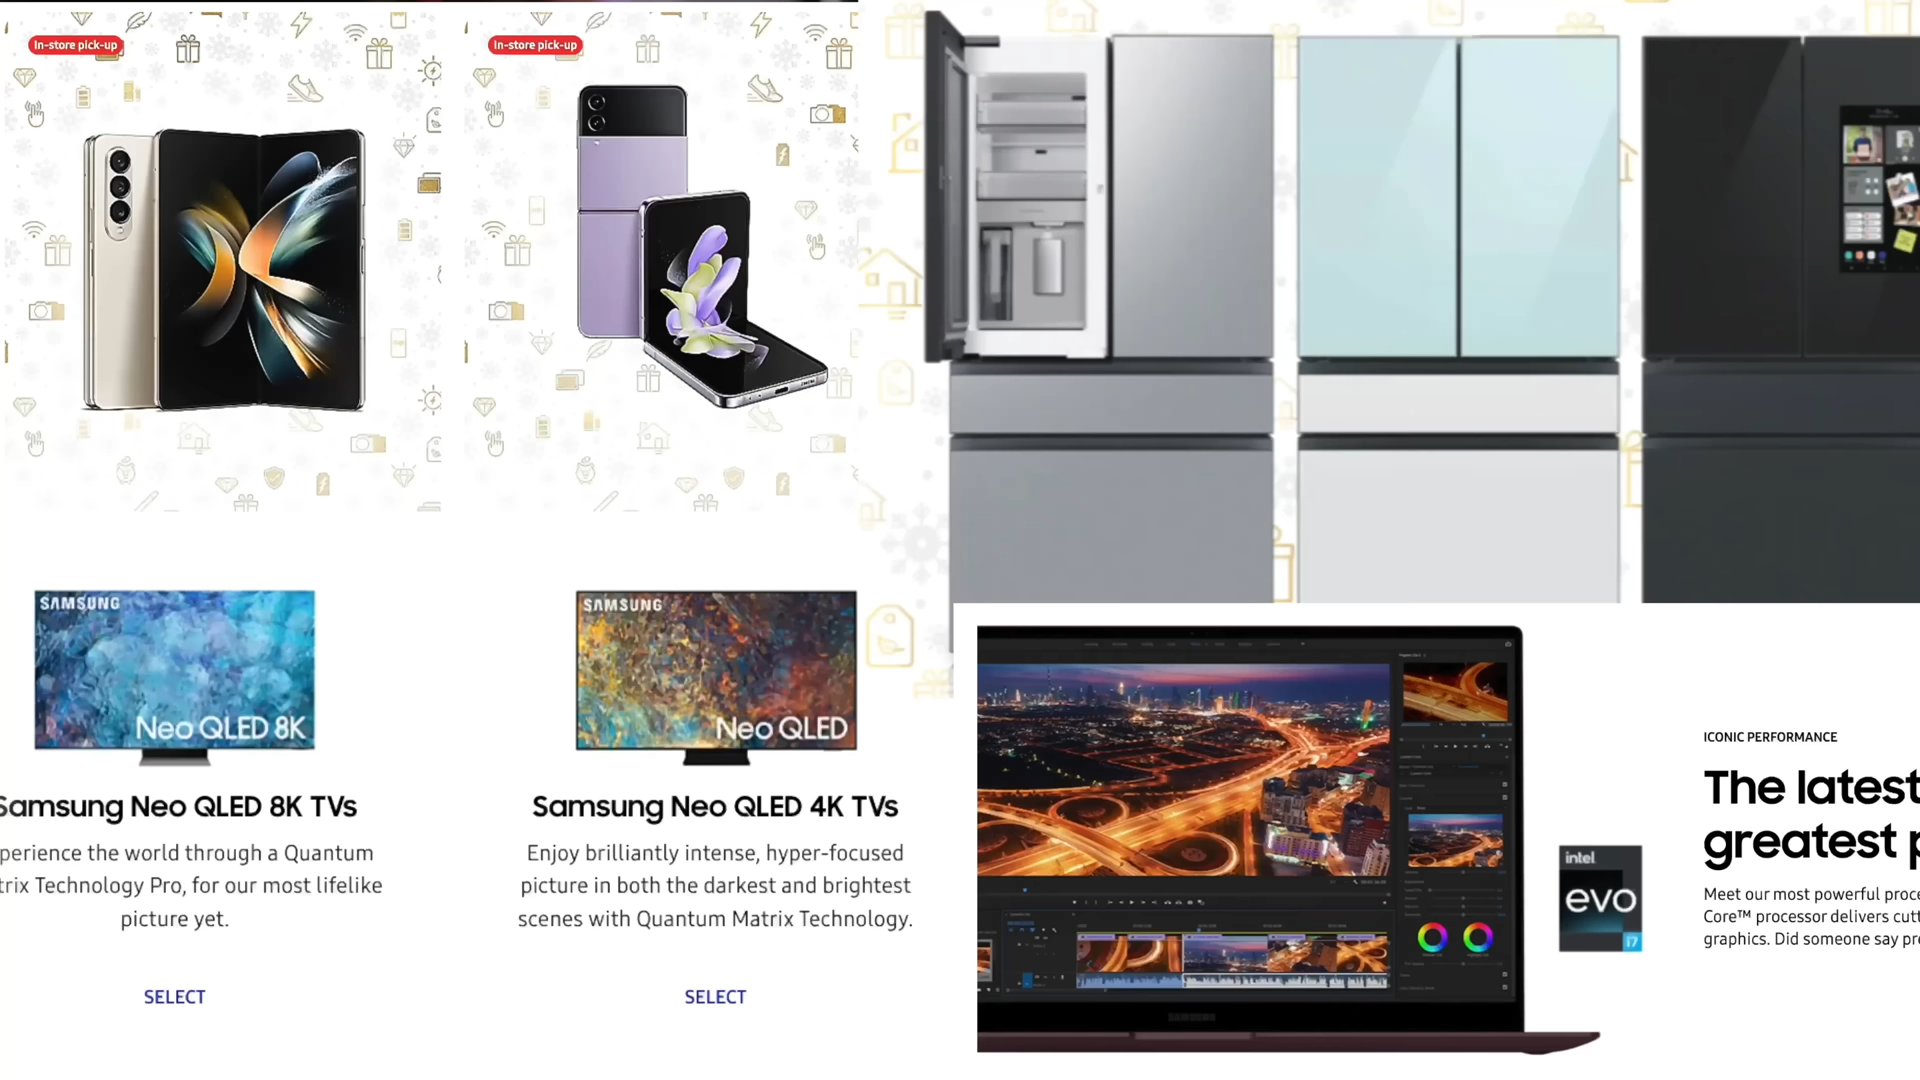 In-store pick-up
In-store pick-up
SAMSUNG
Neo QLED 8K
SAMSUNG
Neo QLED
Samsung Neo QLED 8K TVs
perience the world through a Quantum
trix Technology Pro, for our most lifelike
picture yet.
SELECT
Samsung Neo QLED 4K TVs
Enjoy brilliantly intense, hyper-focused
picture in both the darkest and brightest
scenes with Quantum Matrix Technology.
SELECT
SAMSUNG
intel
evo
i7
ICONIC PERFORMANCE
The latest
greatest p
Meet our most powerful proce
Core™ processor delivers cutt
graphics. Did someone say pre